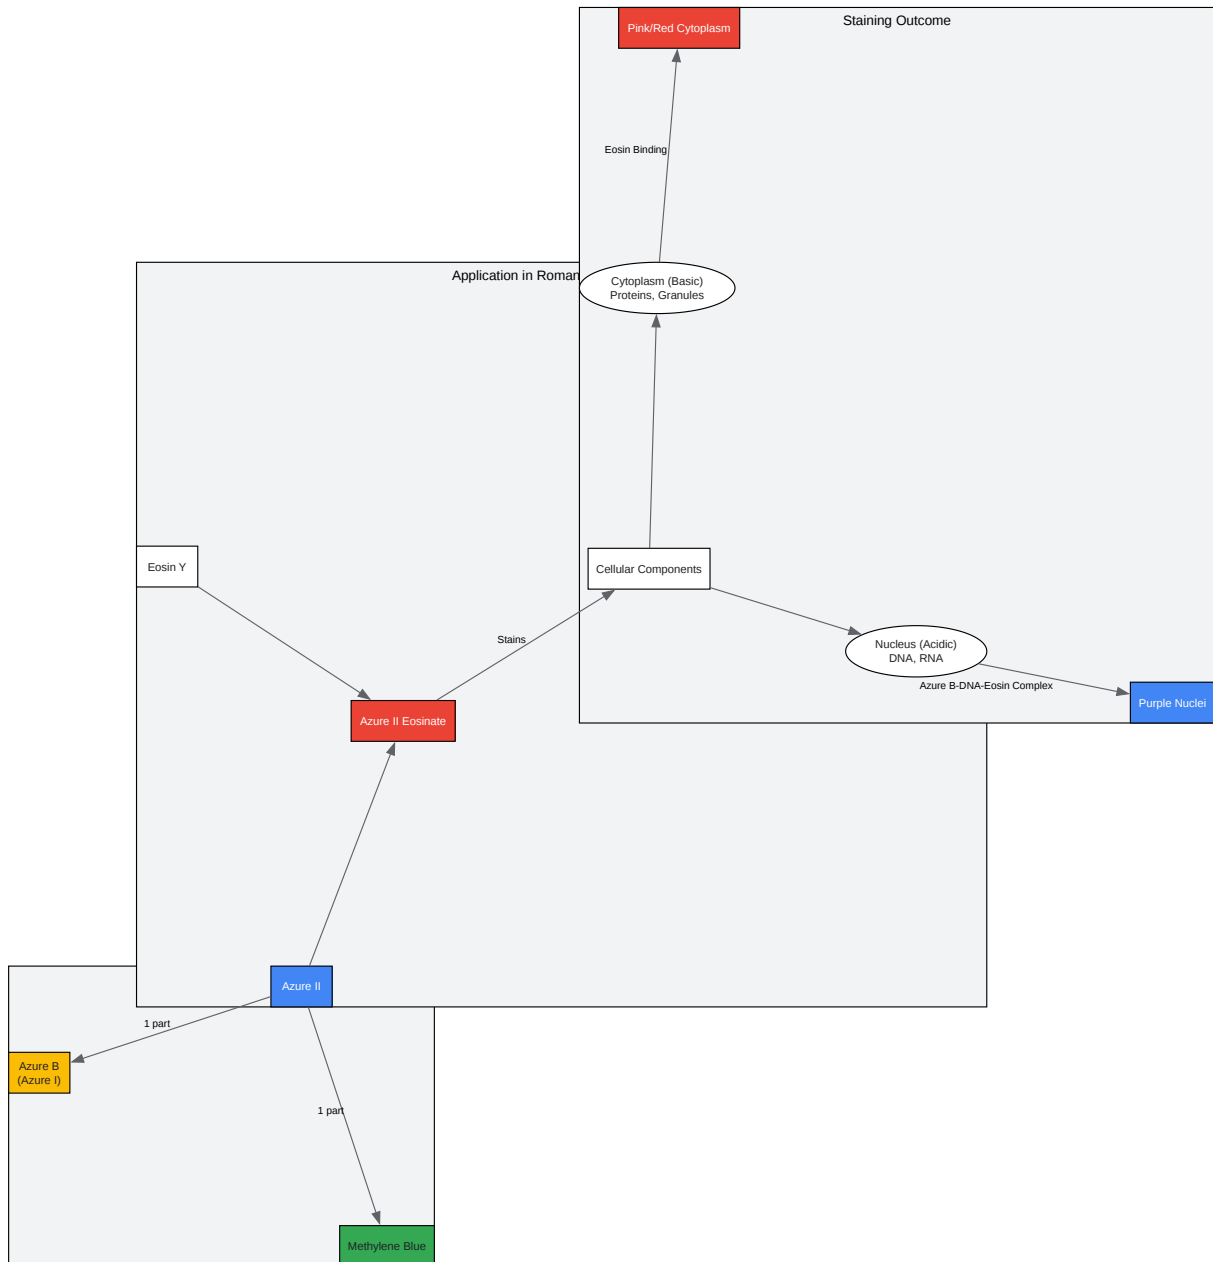 Staining Outcome
Pink/Red Cytoplasm
Eosin Binding
Application in Roman
Cytoplasm (Basic)
Proteins, Granules
Eosin Y
Cellular Components
Stains
Nucleus (Acidic)
DNA, RNA
Azure B-DNA-Eosin Complex
Purple Nuclei
Azure II Eosinate
Azure II
1 part
Azure B
(Azure I)
1 part
Methylene Blue